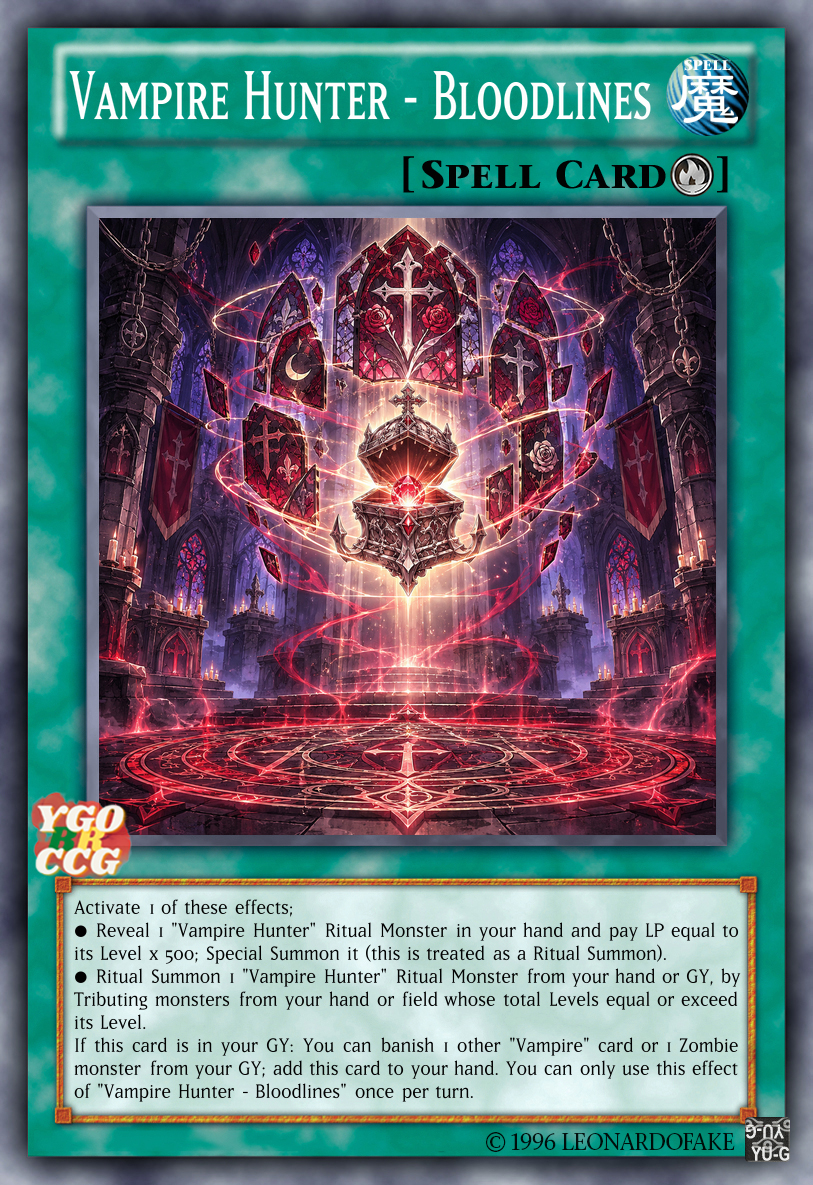 VAMPIRE HUNTER - BLOODLINES
SPELL
魔
[SPELL CARD]
YGO
BR
CCG
Activate 1 of these effects;
● Reveal 1 "Vampire Hunter" Ritual Monster in your hand and pay LP equal to
its Level x 500; Special Summon it (this is treated as a Ritual Summon).
● Ritual Summon 1 "Vampire Hunter" Ritual Monster from your hand or GY, by
Tributing monsters from your hand or field whose total Levels equal or exceed
its Level.
If this card is in your GY: You can banish 1 other "Vampire" card or 1 Zombie
monster from your GY; add this card to your hand. You can only use this effect
of "Vampire Hunter - Bloodlines" once per turn.
© 1996 LEONARDOFAKE
YU-G